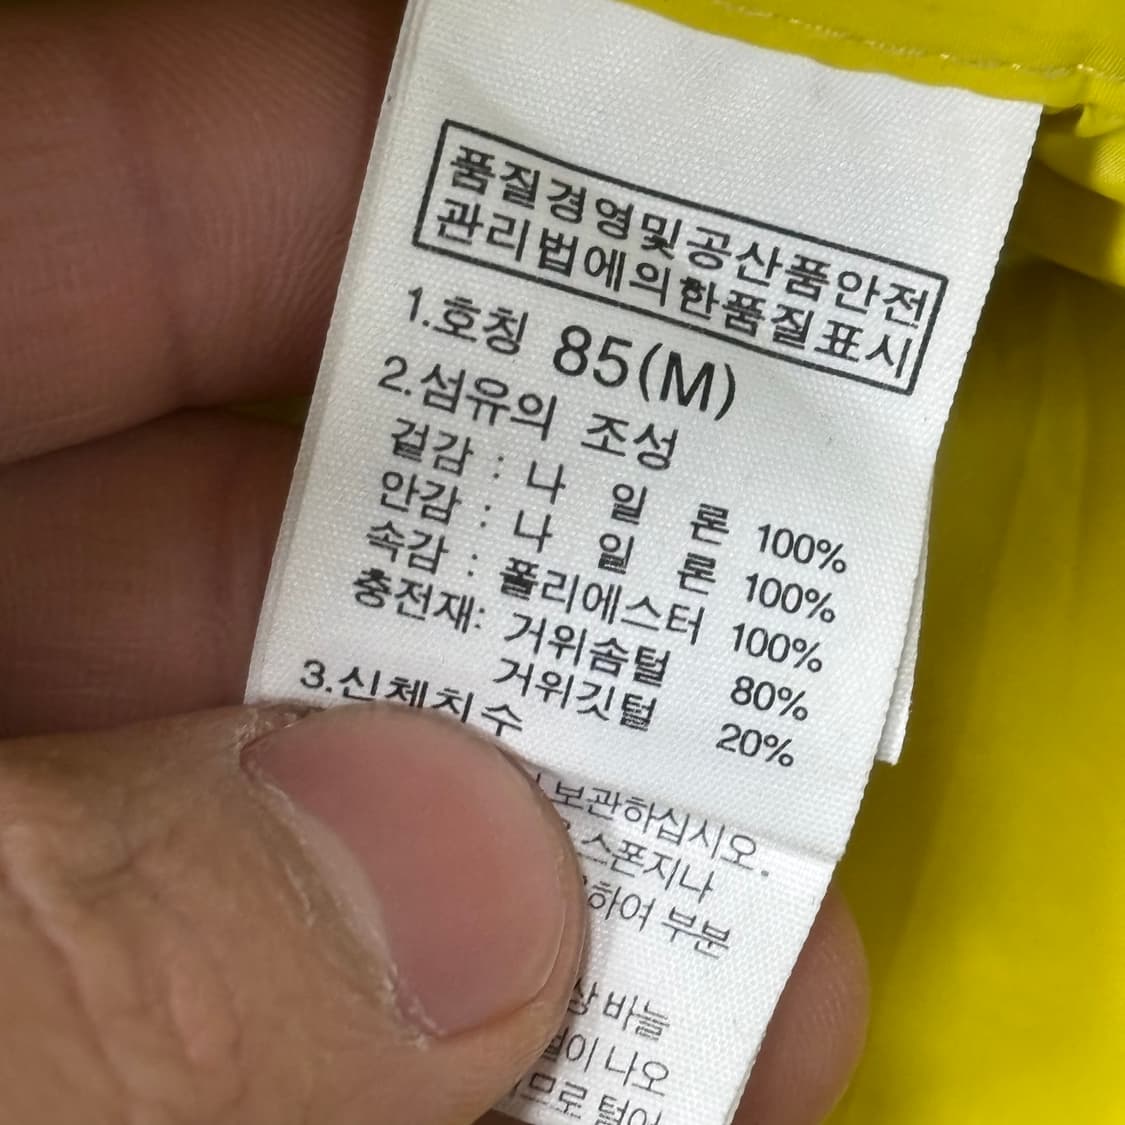 품질경영및공산품안전
관리법에의한품질표시
1.호칭 85(M)
2.섬유의 조성
겉감 : 나 일 론 100%
안감 : 나 일 론 100%
속감 : 폴리에스터 100%
충전재: 거위솜털 80%
거위깃털 20%
3.신체치수
보관하십시오.
스폰지나
하여 부분
바늘
이 나오
므로 털어